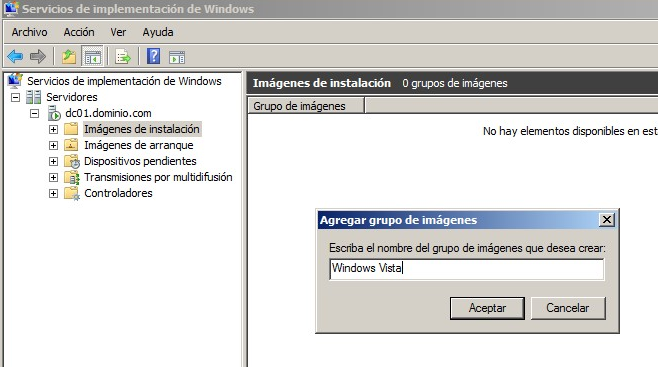 Servicios de implementación de Windows
Archivo Acción Ver Ayuda
Servicios de implementación de Windows
Servidores
dc01.dominio.com
Imágenes de instalación
Imágenes de arranque
Dispositivos pendientes
Transmisiones por multidifusión
Controladores
Imágenes de instalación 0 grupos de imágenes
Grupo de imágenes
No hay elementos disponibles en est
Agregar grupo de imágenes
Escriba el nombre del grupo de imágenes que desea crear:
Windows Vista
Aceptar Cancelar